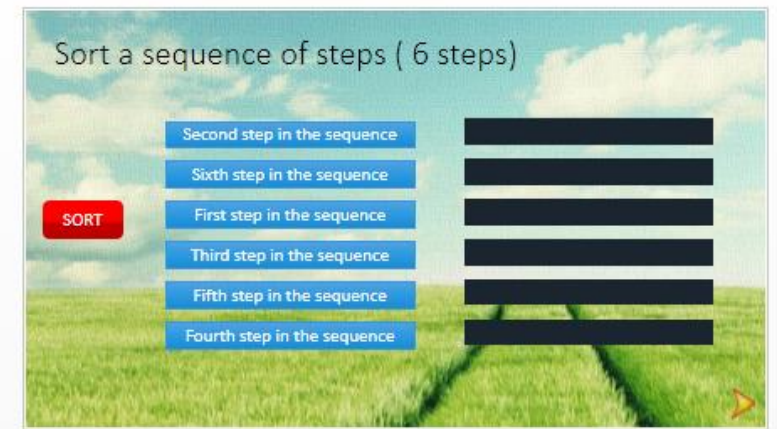 Sort a sequence of steps ( 6 steps)
Second step in the sequence
Sixth step in the sequence
SORT
First step in the sequence
Third step in the sequence
Fifth step in the sequence
Fourth step in the sequence